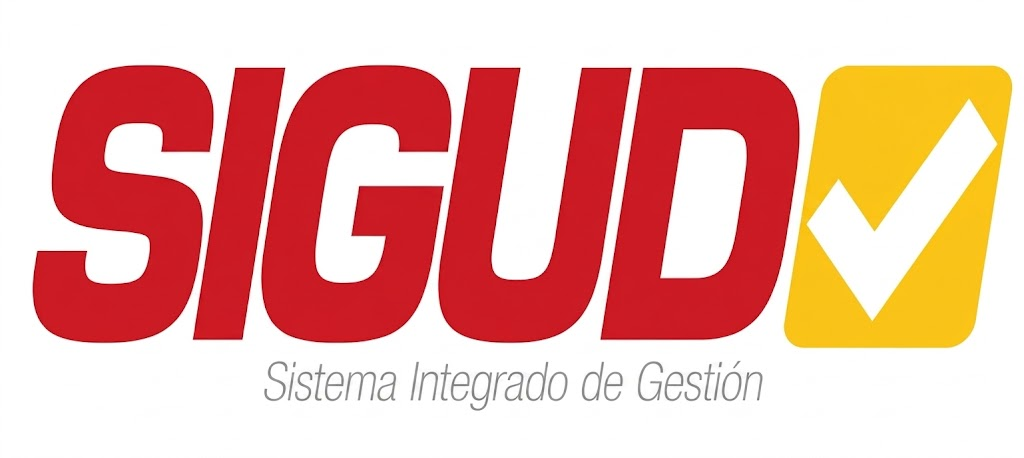 SIGUD
Sistema Integrado de Gestión